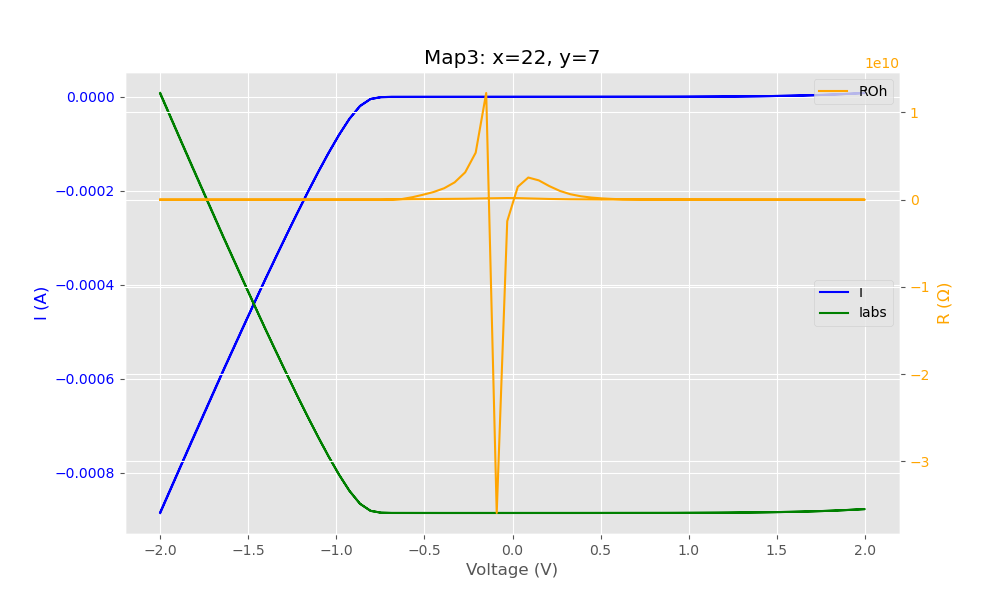 Map3: x=22, y=7
1e10
ROh
I
Iabs
I (A)
0.0000
−0.0002
−0.0004
−0.0006
−0.0008
1
0
−1
−2
−3
R (Ω)
−2.0 −1.5 −1.0 −0.5 0.0 0.5 1.0 1.5 2.0
Voltage (V)